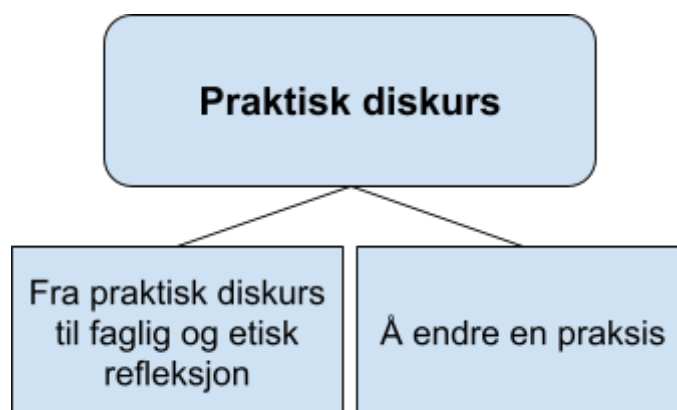 Praktisk diskurs
Fra praktisk diskurs
til faglig og etisk
refleksjon
Å endre en praksis